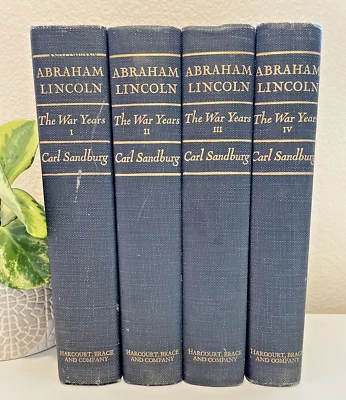 ABRAHAM
LINCOLN
The War Years
I
Carl Sandburg
HARCOURT, BRACE
AND COMPANY
ABRAHAM
LINCOLN
The War Years
II
Carl Sandburg
HARCOURT, BRACE
AND COMPANY
ABRAHAM
LINCOLN
The War Years
III
Carl Sandburg
HARCOURT, BRACE
AND COMPANY
ABRAHAM
LINCOLN
The War Years
IV
Carl Sandburg
HARCOURT, BRACE
AND COMPANY